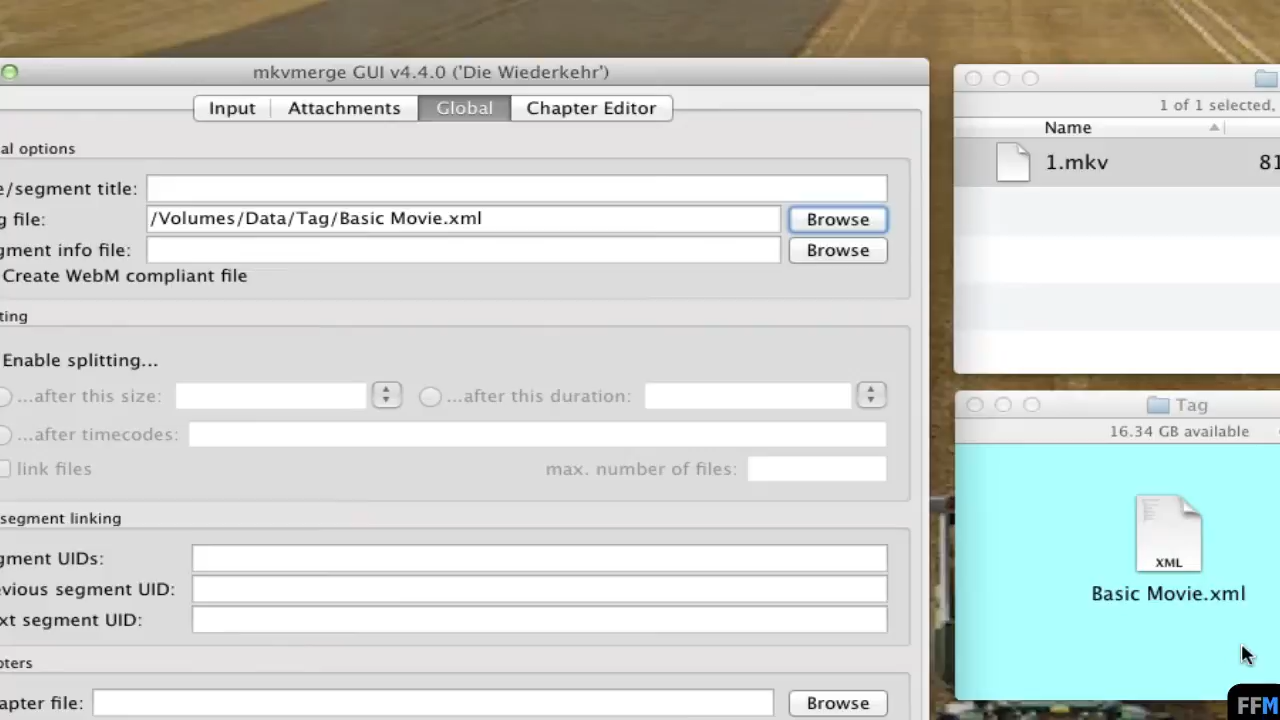 mkvmerge GUI v4.4.0 ('Die Wiederkehr')
Input Attachments Global Chapter Editor
al options
e/segment title:
g file: /Volumes/Data/Tag/Basic Movie.xml Browse
gment info file: Browse
Create WebM compliant file
ting
Enable splitting...
...after this size: ...after this duration:
...after timecodes:
link files max. number of files:
segment linking
gment UIDs:
evious segment UID:
xt segment UID:
oters
apter file: Browse
1 of 1 selected,
Name
1.mkv 81
Tag
16.34 GB available
XML
Basic Movie.xml
FFM